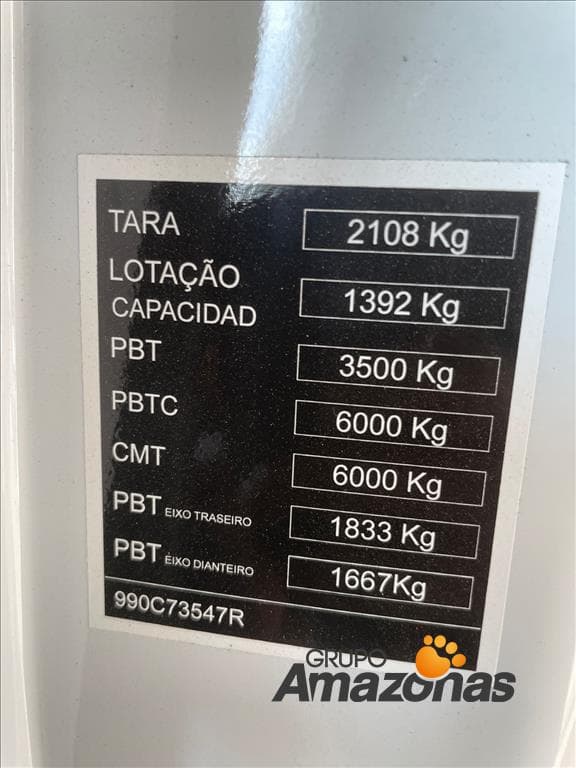 TARA 2108 Kg
LOTAÇÃO
CAPACIDAD 1392 Kg
PBT 3500 Kg
PBTC 6000 Kg
CMT 6000 Kg
PBT EIXO TRASEIRO 1833 Kg
PBT EIXO DIANTEIRO 1667Kg
990C73547R
GRUPO
AMAZONAS